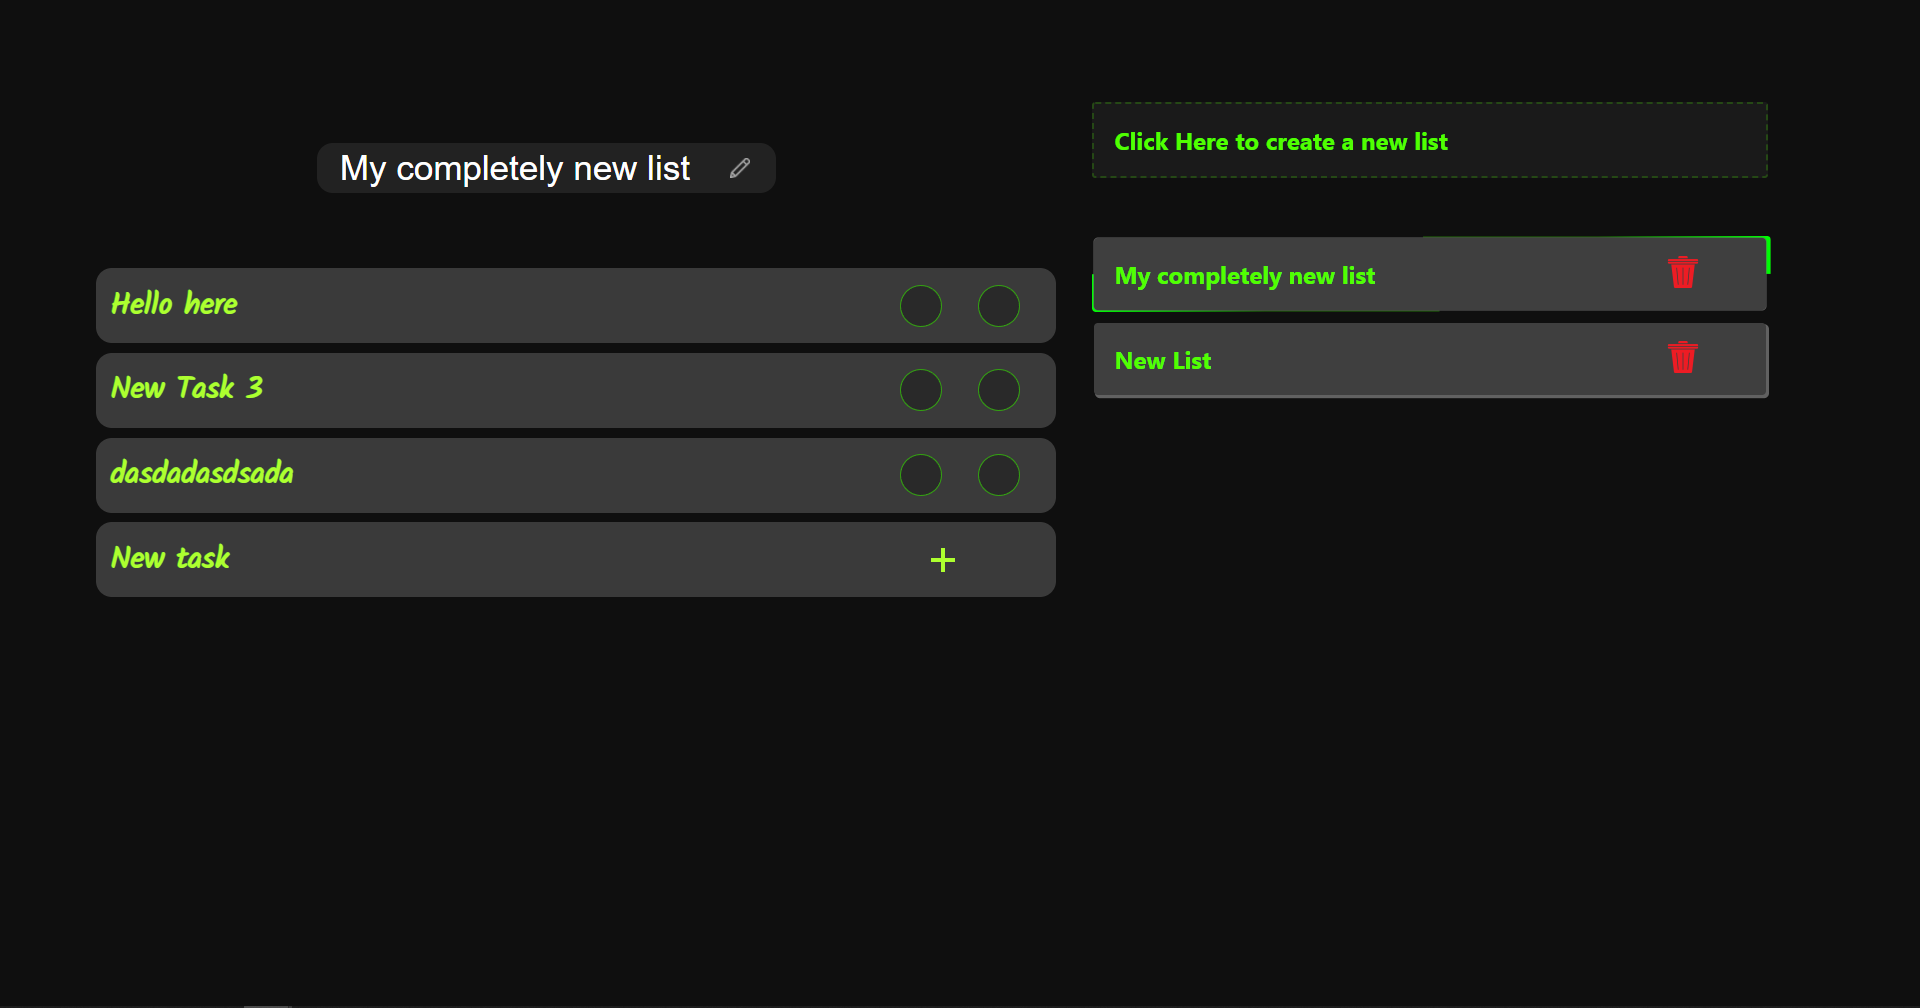 My completely new list
Hello here
New Task 3
dasdadasdsada
New task
Click Here to create a new list
My completely new list
New List